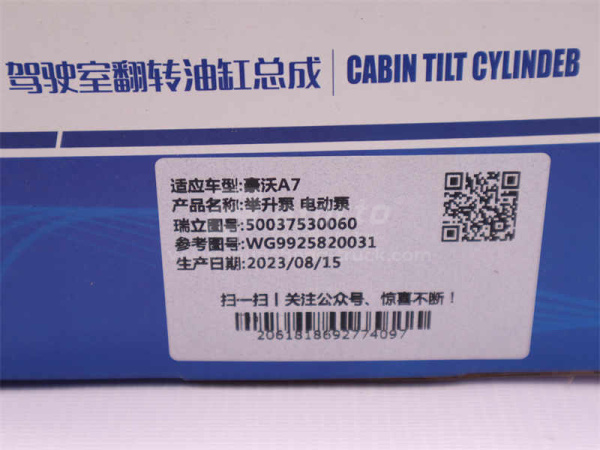 驾驶室翻转油缸总成 | CABIN TILT CYLINDEB
适应车型:豪沃A7
产品名称:举升泵 电动泵
瑞立图号:50037530060
参考图号:WG9925820031
生产日期:2023/08/15
扫一扫 | 关注公众号、惊喜不断！
2061818692774097